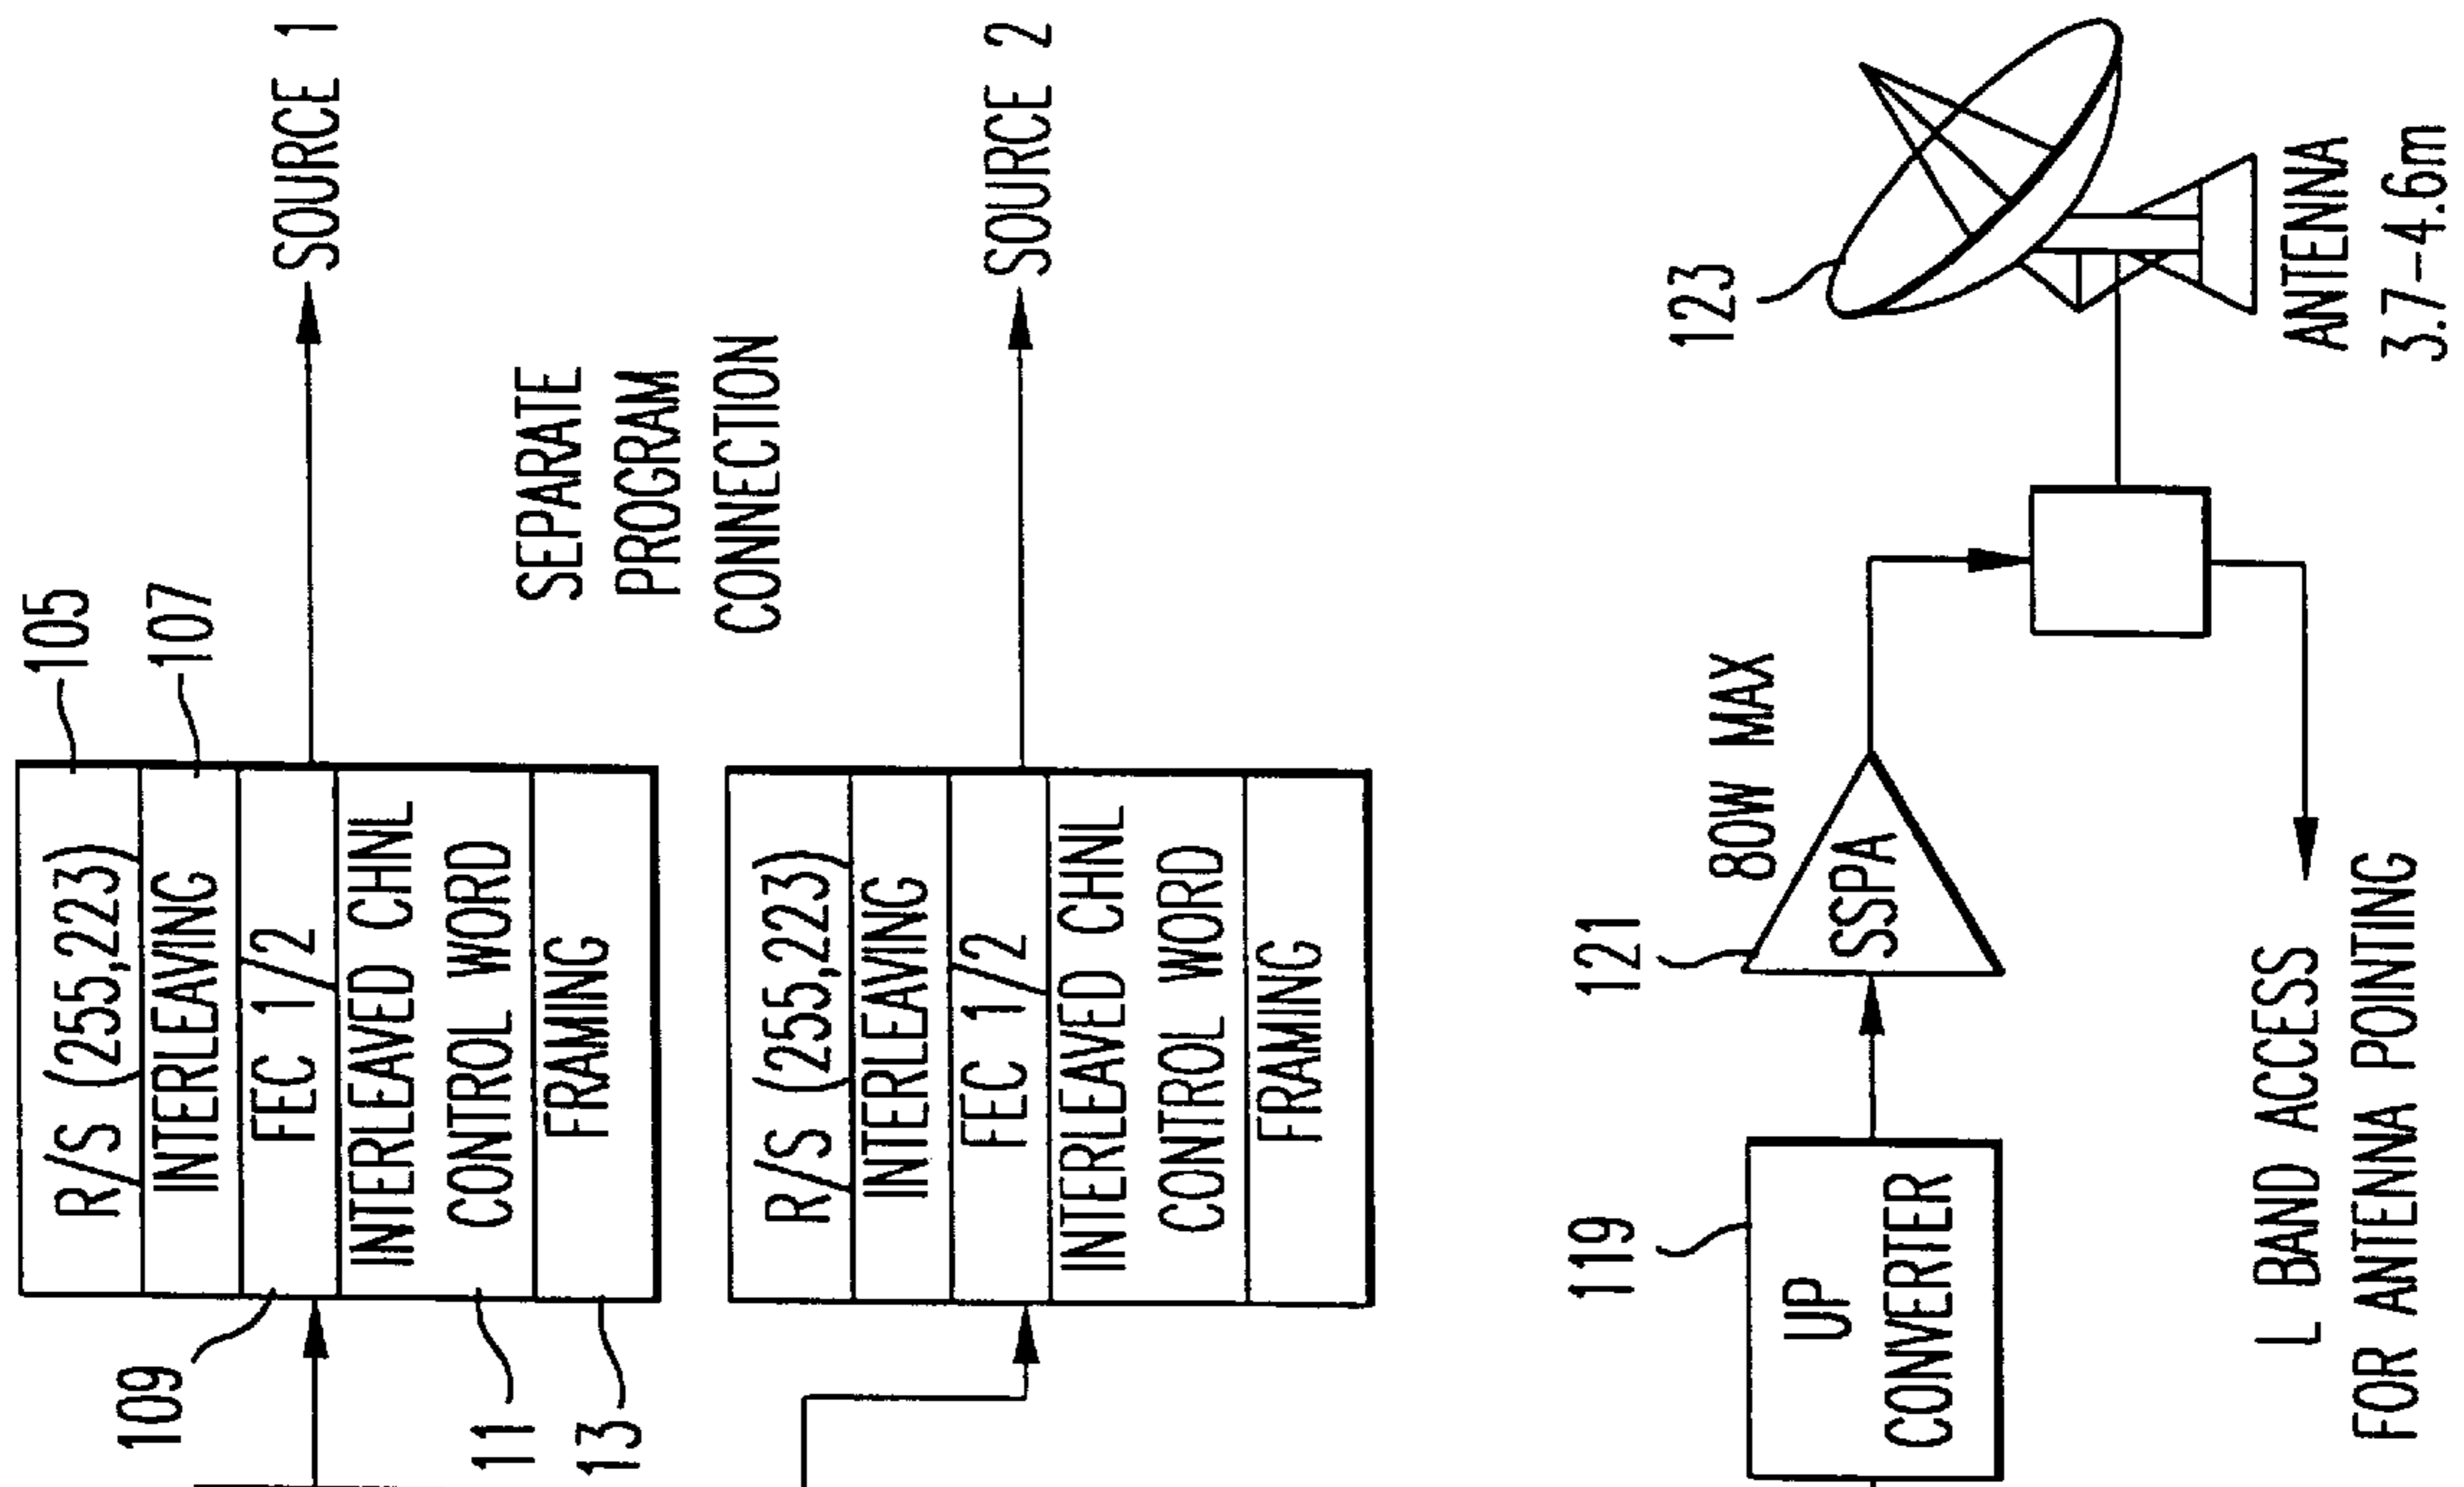 105
107
R/S (255,223)
INTERLEAVING
FEC 1/2
INTERLEAVED CHNL
CONTROL WORD
FRAMING
109
11
13
SOURCE 1
SEPARATE
PROGRAM
CONNECTION
R/S (255,223)
INTERLEAVING
FEC 1/2
INTERLEAVED CHNL
CONTROL WORD
FRAMING
SOURCE 2
119
UP
CONVERTER
121
SSPA
80W MAX
123
ANTENNA
3.7-4.6m
L BAND ACCESS
FOR ANTENNA POINTING